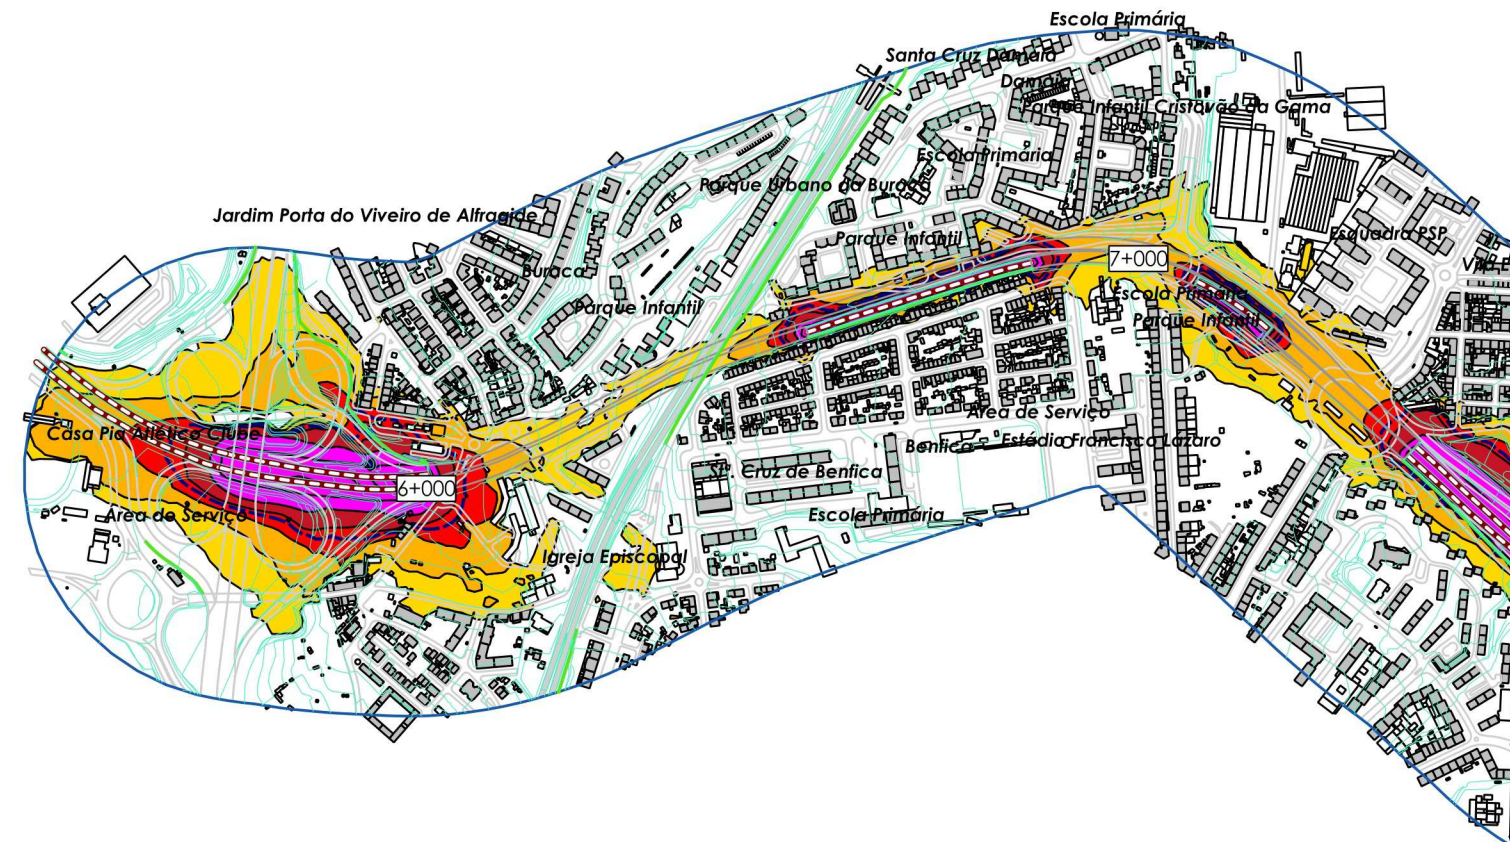 Escola Primária
Santa Cruz Damaia
Damaia
Parque Infantil Cristovão da Gama
Escola Primária
Parque Urbano da Buraca
Jardim Porta do Viveiro de Alfragide
Esquadra PSP
Parque Infantil
7+000
Buraca
Escola Primária
Parque Infantil
Parque Infantil
Área de Serviço
Casa Pia Atlético Clube
Benfica
Estádio Francisco Lázaro
Stª. Cruz de Benfica
6+000
Área de Serviço
Escola Primária
Igreja Episcopal